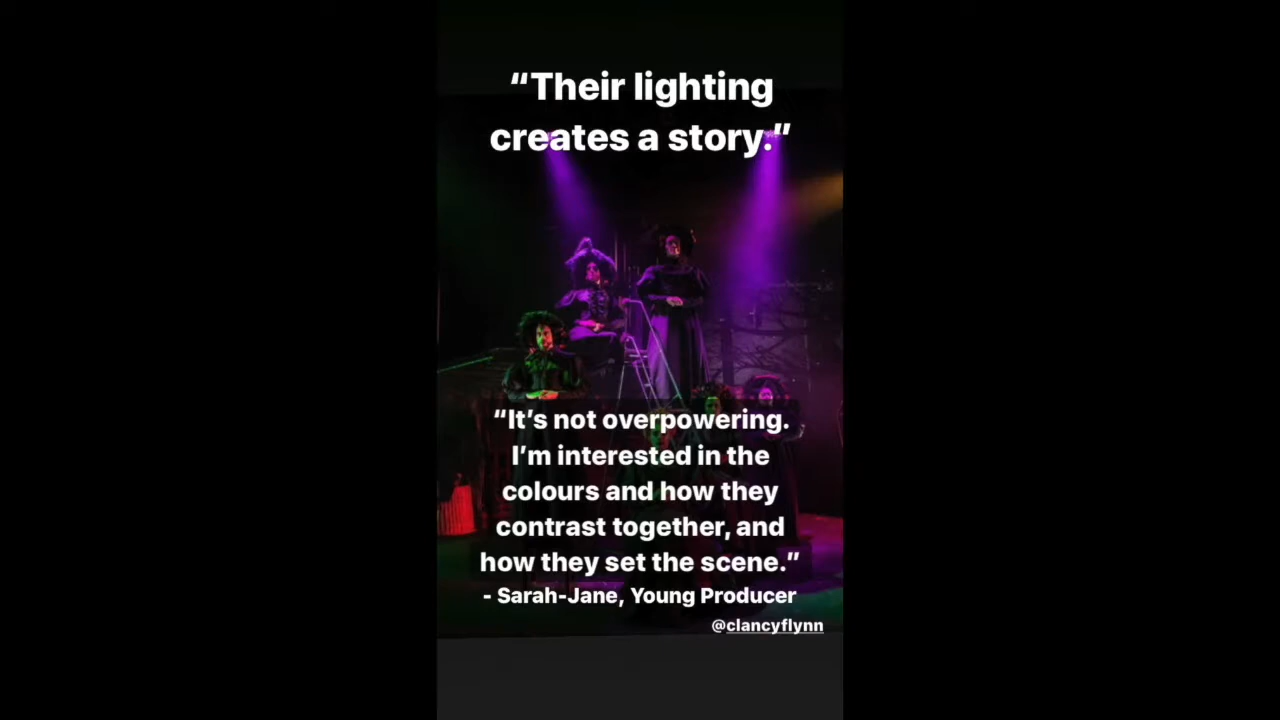 “Their lighting
creates a story.”
“It’s not overpowering.
I’m interested in the
colours and how they
contrast together, and
how they set the scene.”
- Sarah-Jane, Young Producer
@clancyflynn